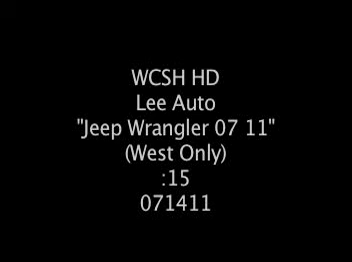 WCSH HD
Lee Auto
"Jeep Wrangler 07 11"
(West Only)
:15
071411